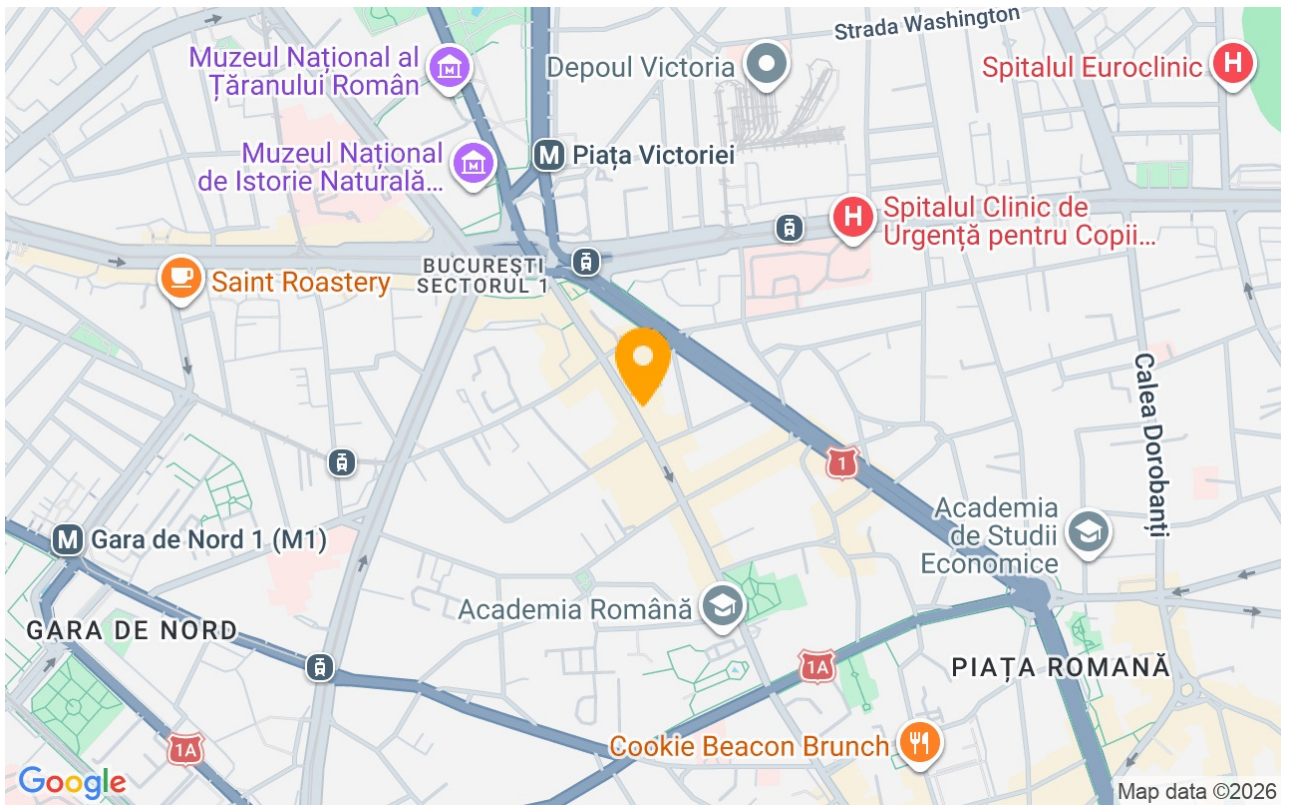 Strada Washington
Muzeul Național al
Țăranului Român
Depoul Victoria
Spitalul Euroclinic
H
Muzeul Național
de Istorie Naturală...
M
Piața Victoriei
H
Spitalul Clinic de
Urgență pentru Copii...
BUCUREȘTI
SECTORUL 1
Saint Roastery
Calea Dorobanți
1
M
Gara de Nord 1 (M1)
Academia
de Studii
Economice
Academia Română
GARA DE NORD
1A
PIAȚA ROMANĂ
1A
Cookie Beacon Brunch
Google
Map data ©2026